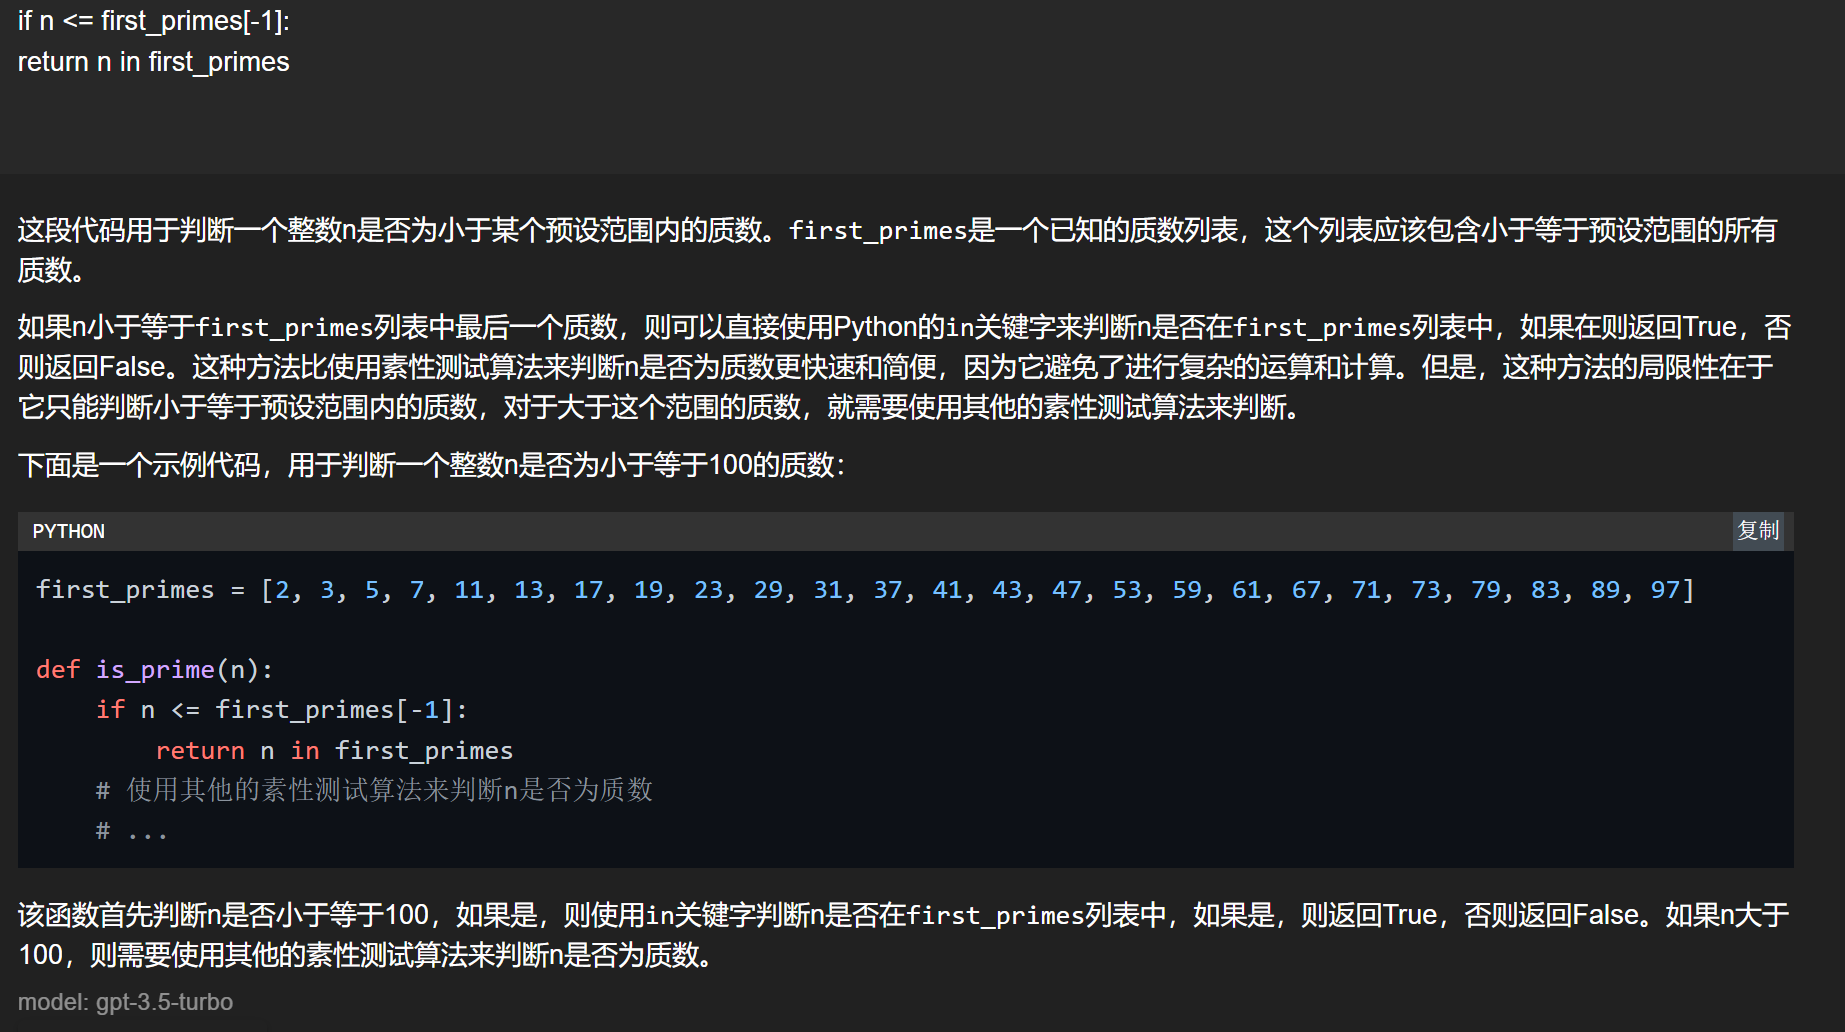 if n <= first_primes[-1]:
return n in first_primes
这段代码用于判断一个整数n是否为小于某个预设范围内的质数。first_primes是一个已知的质数列表，这个列表应该包含小于等于预设范围的所有
质数。
如果n小于等于first_primes列表中最后一个质数，则可以直接使用Python的in关键字来判断n是否在first_primes列表中，如果在则返回True，否
则返回False。这种方法比使用素性测试算法来判断n是否为质数更快速和简便，因为它避免了进行复杂的运算和计算。但是，这种方法的局限性在于
它只能判断小于等于预设范围内的质数，对于大于这个范围的质数，就需要使用其他的素性测试算法来判断。
下面是一个示例代码，用于判断一个整数n是否为小于等于100的质数：
PYTHON 复制
first_primes = [2, 3, 5, 7, 11, 13, 17, 19, 23, 29, 31, 37, 41, 43, 47, 53, 59, 61, 67, 71, 73, 79, 83, 89, 97]
def is_prime(n):
    if n <= first_primes[-1]:
        return n in first_primes
    # 使用其他的素性测试算法来判断n是否为质数
    # ...
该函数首先判断n是否小于等于100，如果是，则使用in关键字判断n是否在first_primes列表中，如果是，则返回True，否则返回False。如果n大于
100，则需要使用其他的素性测试算法来判断n是否为质数。
model: gpt-3.5-turbo